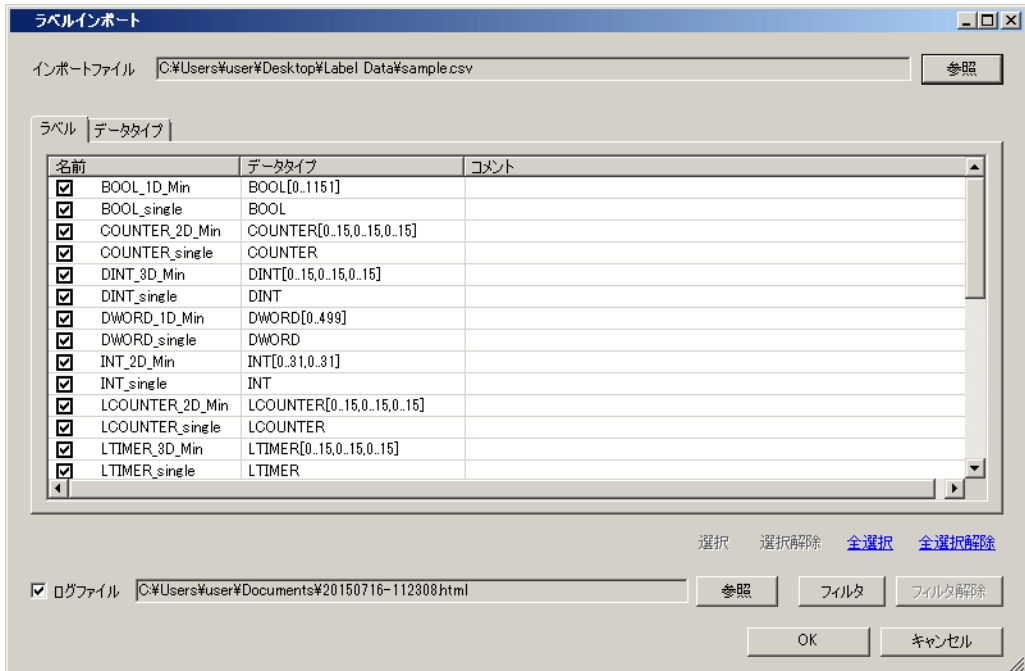 ラベルインポート
インポートファイル C:¥Users¥user¥Desktop¥Label Data¥sample.csv 参照
ラベル データタイプ
名前 データタイプ コメント
BOOL_1D_Min BOOL[0..1151]
BOOL_single BOOL
COUNTER_2D_Min COUNTER[0..15,0..15,0..15]
COUNTER_single COUNTER
DINT_3D_Min DINT[0..15,0..15,0..15]
DINT_single DINT
DWORD_1D_Min DWORD[0..499]
DWORD_single DWORD
INT_2D_Min INT[0..31,0..31]
INT_single INT
LCOUNTER_2D_Min LCOUNTER[0..15,0..15,0..15]
LCOUNTER_single LCOUNTER
LTIMER_3D_Min LTIMER[0..15,0..15,0..15]
LTIMER_single LTIMER
選択 選択解除 全選択 全選択解除
ログファイル C:¥Users¥user¥Documents¥20150716-112308.html 参照 フィルタ フィルタ解除
OK キャンセル